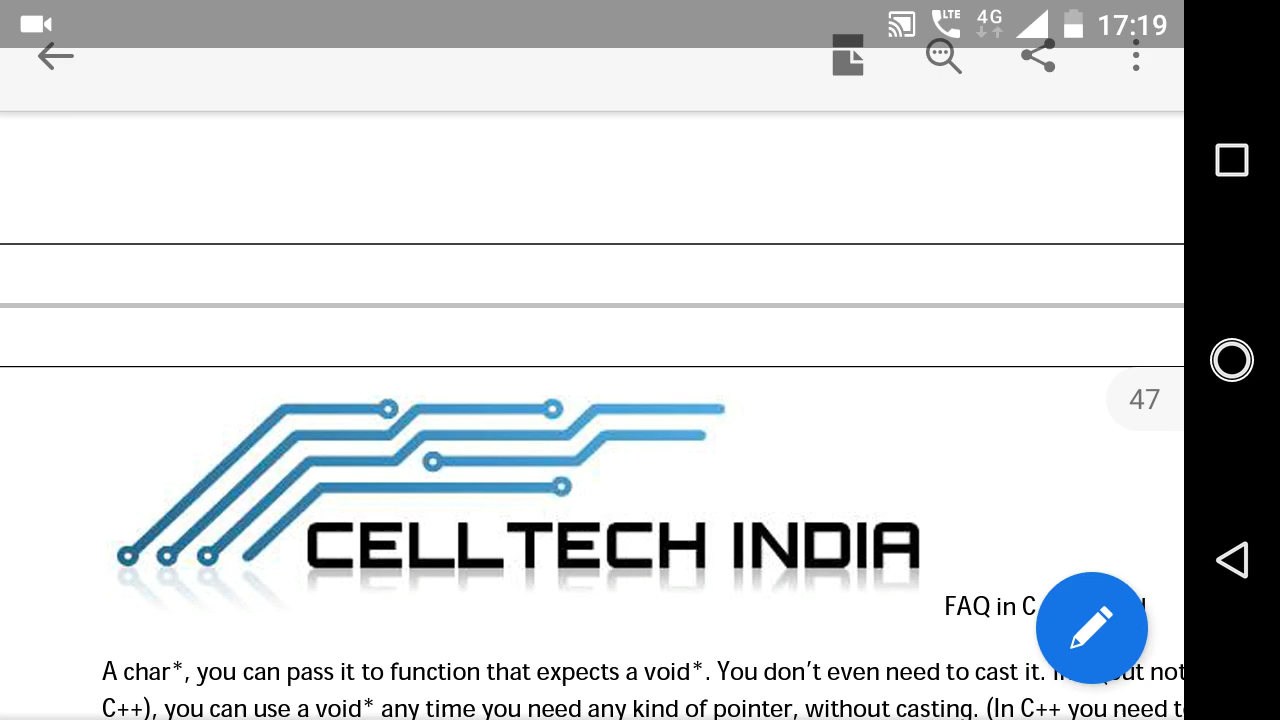 LTE 4G 17:19
47
CELLTECH INDIA
FAQ in C
A char*, you can pass it to function that expects a void*. You don't even need to cast it. not
C++), you can use a void* any time you need any kind of pointer, without casting. (In C++ you need